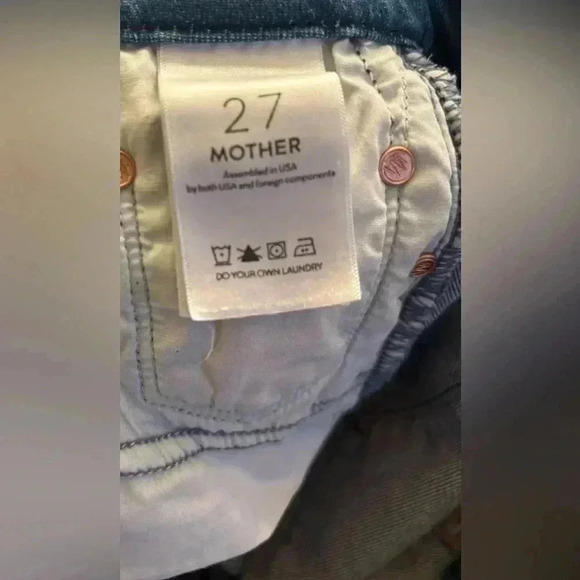 27
MOTHER
Assembled in USA
by both USA and foreign components
DO YOUR OWN LAUNDRY